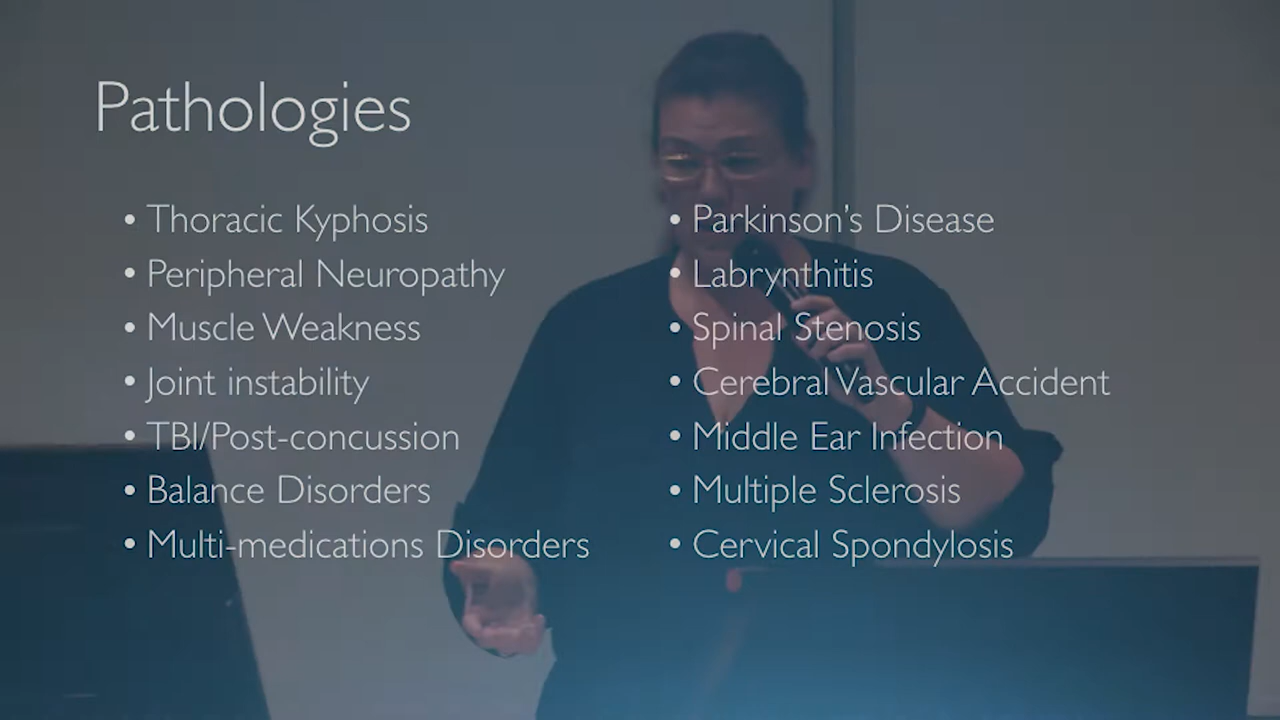 Pathologies
• Thoracic Kyphosis
• Peripheral Neuropathy
• Muscle Weakness
• Joint instability
• TBI/Post-concussion
• Balance Disorders
• Multi-medications Disorders
• Parkinson's Disease
• Labrynthitis
• Spinal Stenosis
• Cerebral Vascular Accident
• Middle Ear Infection
• Multiple Sclerosis
• Cervical Spondylosis